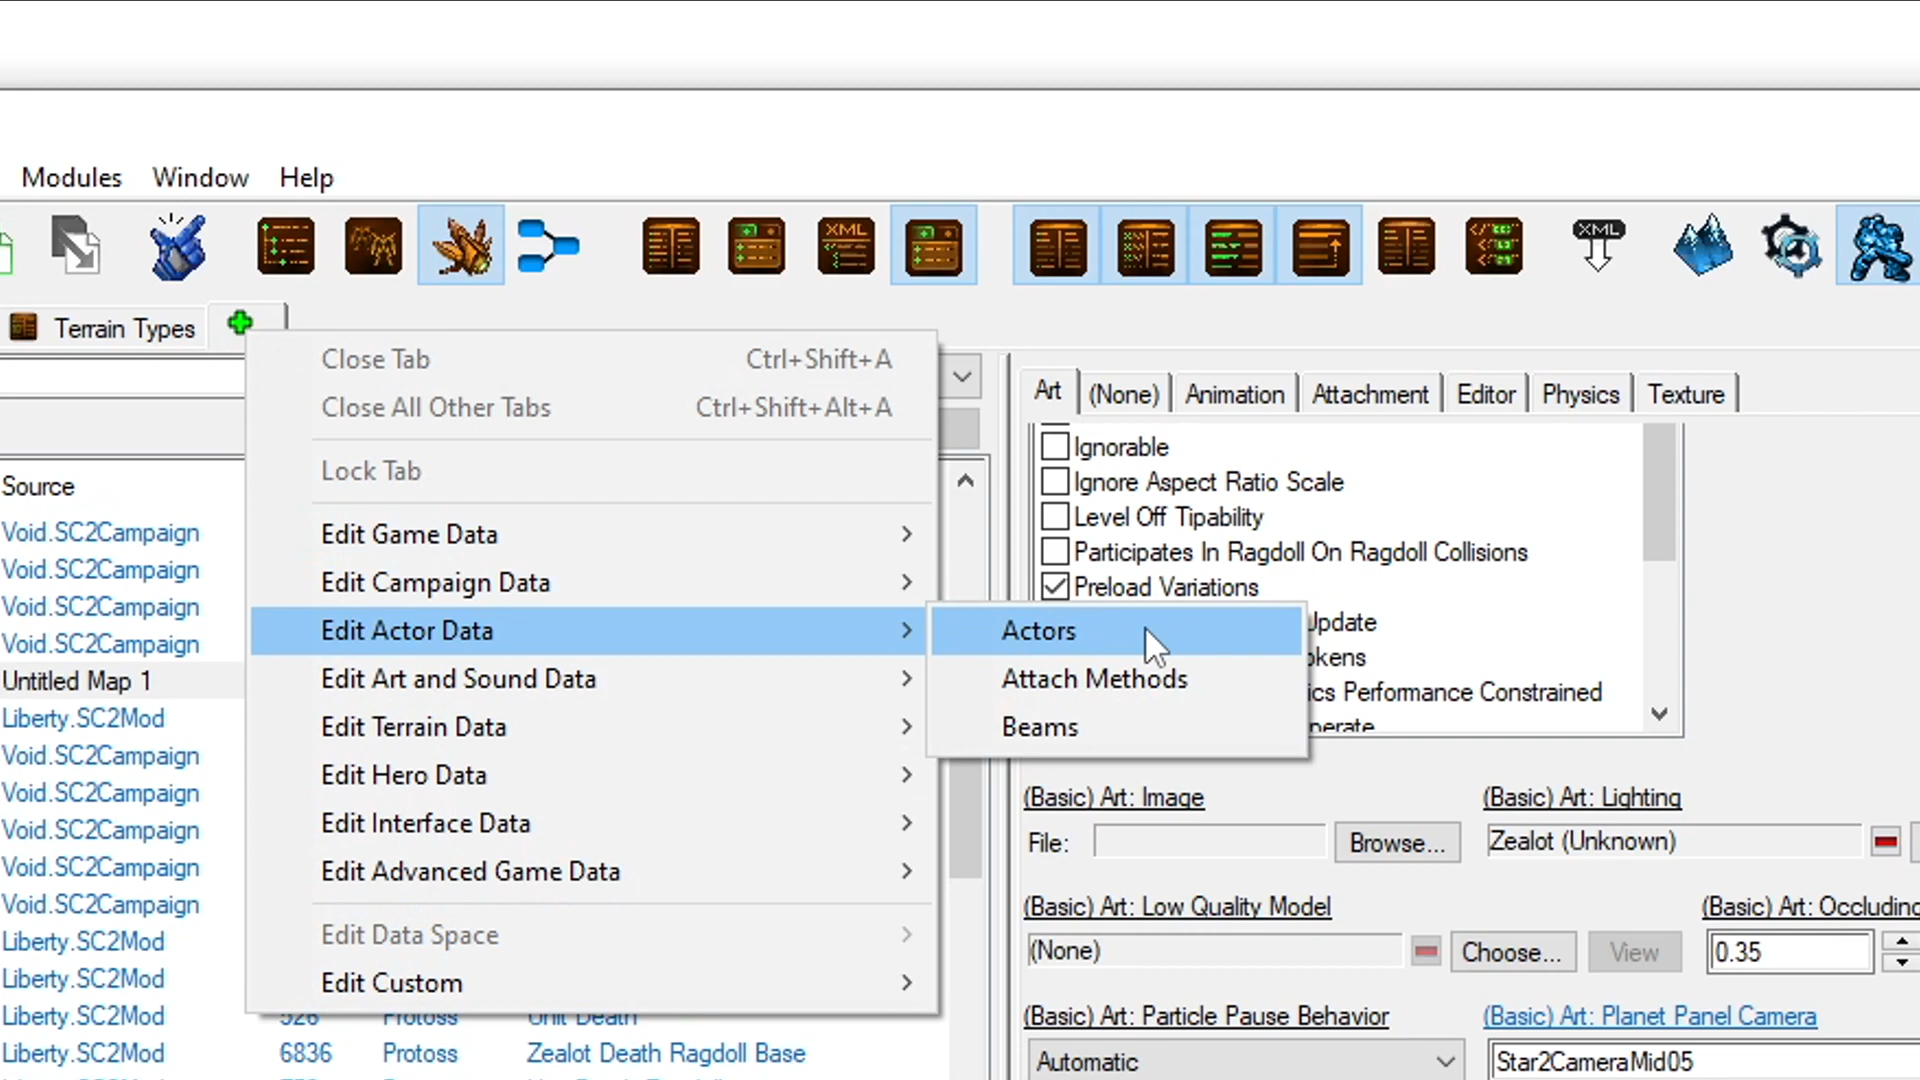 Modules Window Help
XML
XML
Terrain Types
Close Tab Ctrl+Shift+A
Close All Other Tabs Ctrl+Shift+Alt+A
Lock Tab
Edit Game Data
Edit Campaign Data
Edit Actor Data
Edit Art and Sound Data
Edit Terrain Data
Edit Hero Data
Edit Interface Data
Edit Advanced Game Data
Edit Data Space
Edit Custom
Actors
Attach Methods
Beams
Source
Void.SC2Campaign
Void.SC2Campaign
Void.SC2Campaign
Void.SC2Campaign
Untitled Map 1
Liberty.SC2Mod
Void.SC2Campaign
Void.SC2Campaign
Void.SC2Campaign
Void.SC2Campaign
Void.SC2Campaign
Liberty.SC2Mod
Liberty.SC2Mod
Liberty.SC2Mod 526 Protoss Unit Death
Liberty.SC2Mod 6836 Protoss Zealot Death Ragdoll Base
Art (None) Animation Attachment Editor Physics Texture
Ignorable
Ignore Aspect Ratio Scale
Level Off Tipability
Participates In Ragdoll On Ragdoll Collisions
Preload Variations
Update
okens
ics Performance Constrained
nerate
(Basic) Art: Image (Basic) Art: Lighting
File: Browse... Zealot (Unknown)
(Basic) Art: Low Quality Model (Basic) Art: Occluding
(None) Choose... View 0.35
(Basic) Art: Particle Pause Behavior (Basic) Art: Planet Panel Camera
Automatic Star2CameraMid05